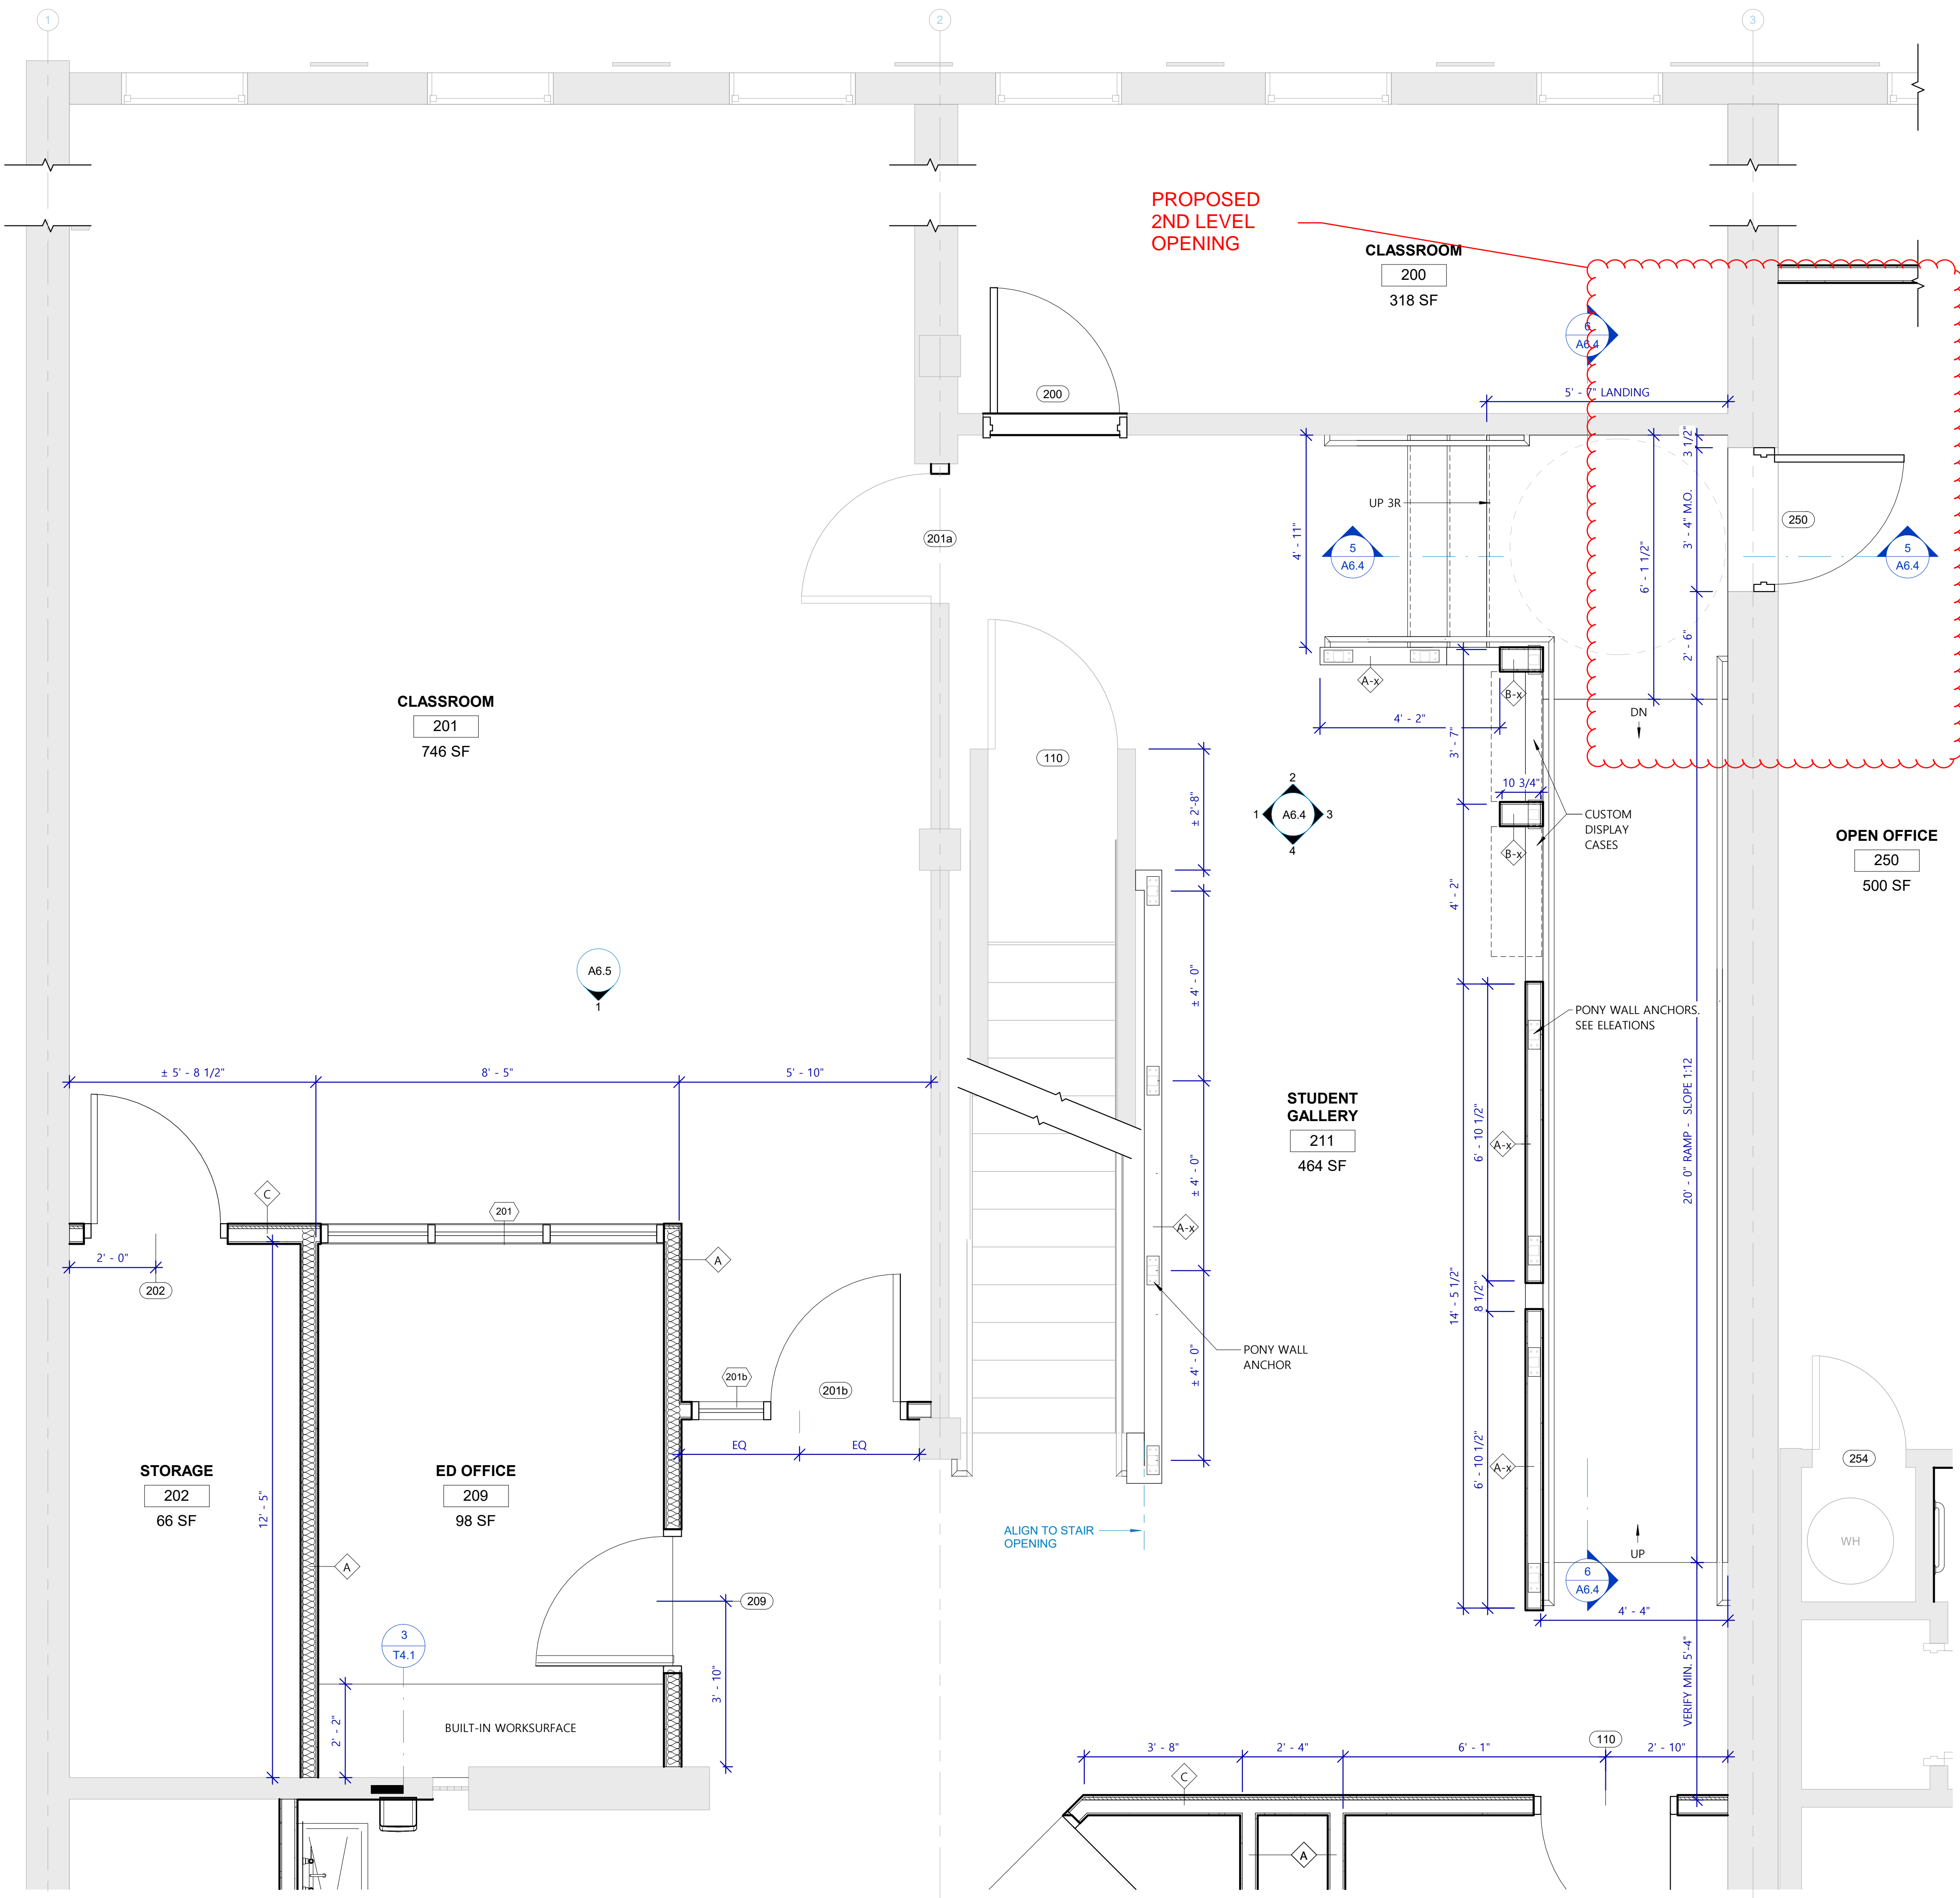 1
2
3
PROPOSED
2ND LEVEL
OPENING
CLASSROOM
200
318 SF
6
A6.4
5' - 7" LANDING
200
3 1/2"
UP 3R
3' - 4" M.O.
250
201a
4' - 11"
5
A6.4
6' - 1 1/2"
5
A6.4
2' - 6"
A-x
B-x
CLASSROOM
201
746 SF
4' - 2"
DN
3' - 7"
110
10 3/4"
± 2'-8"
2
1
A6.4
3
4
CUSTOM
DISPLAY
CASES
B-x
OPEN OFFICE
250
500 SF
4' - 2"
A6.5
1
± 4' - 0"
PONY WALL ANCHORS.
SEE ELEATIONS
± 5' - 8 1/2"
8' - 5"
5' - 10"
STUDENT
GALLERY
211
464 SF
6' - 10 1/2"
A-x
20' - 0" RAMP - SLOPE 1:12
± 4' - 0"
C
201
A-x
2' - 0"
202
A
14' - 5 1/2"
8 1/2"
PONY WALL
ANCHOR
± 4' - 0"
201b
201b
EQ
EQ
STORAGE
202
66 SF
ED OFFICE
209
98 SF
12' - 5"
6' - 10 1/2"
A-x
254
ALIGN TO STAIR
OPENING
WH
UP
A
6
A6.4
209
4' - 4"
3
T4.1
3' - 10"
VERIFY MIN. 5'-4"
2' - 2"
BUILT-IN WORKSURFACE
3' - 8"
2' - 4"
6' - 1"
110
2' - 10"
C
A